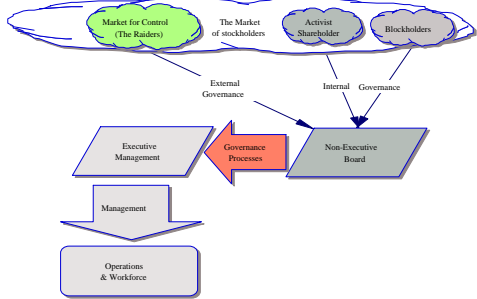 Market for Control
(The Raiders)
The Market
of stockholders
Activist
Shareholder
Blockholders
External
Governance
Internal Governance
Executive
Management
Governance
Processes
Non-Executive
Board
Management
Operations
& Workforce